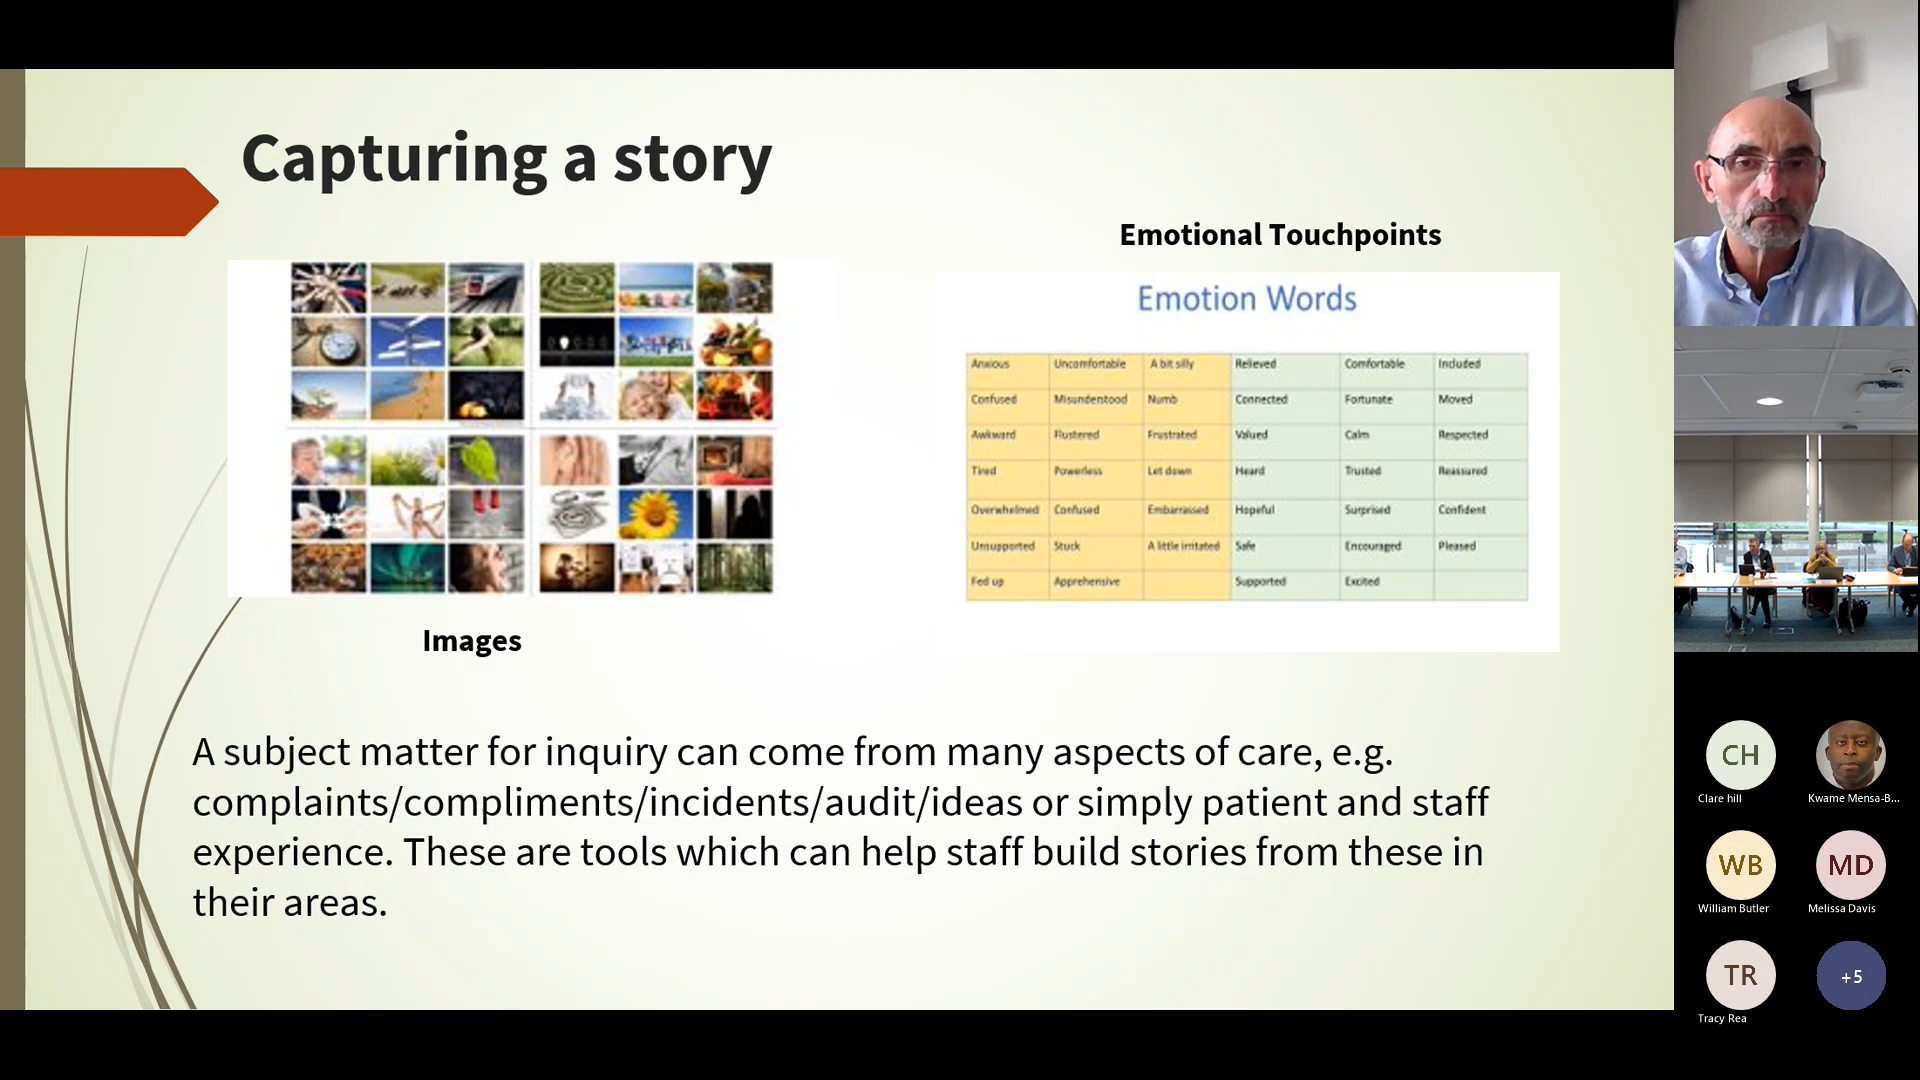 Capturing a story
Emotional Touchpoints
Emotion Words
Anxious Uncomfortable A bit silly Relieved Comfortable Included
Confused Misunderstood Numb Connected Fortunate Moved
Awkward Flustered Frustrated Valued Calm Respected
Tired Powerless Let down Heard Trusted Reassured
Overwhelmed Confused Embarrassed Hopeful Surprised Confident
Unsupported Stuck A little irritated Safe Encouraged Pleased
Fed up Apprehensive Supported Excited
Images
A subject matter for inquiry can come from many aspects of care, e.g.
complaints/compliments/incidents/audit/ideas or simply patient and staff
experience. These are tools which can help staff build stories from these in
their areas.
CH
Clare hill
Kwame Mensa-B...
WB
William Butler
MD
Melissa Davis
TR
Tracy Rea
+5